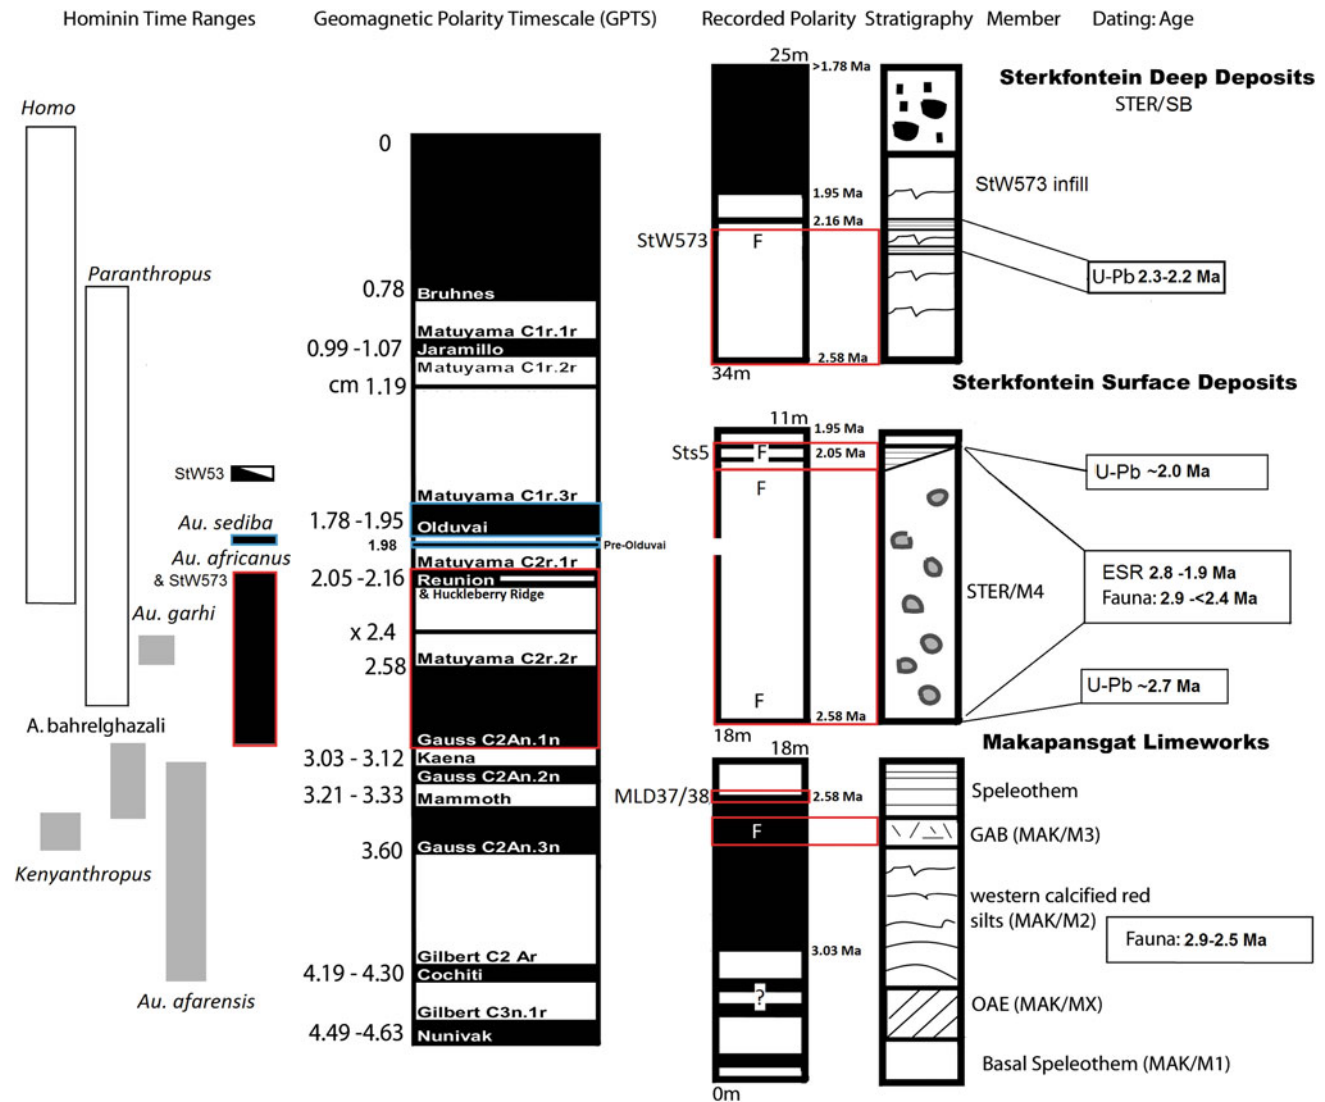 Hominin Time Ranges
Geomagnetic Polarity Timescale (GPTS)
Recorded Polarity
Stratigraphy
Member
Dating: Age
Homo
Paranthropus
StW53
Au. sediba
Au. africanus
& StW573
Au. garhi
A. bahrelghazali
Kenyanthropus
Au. afarensis
0
0.78
0.99 -1.07
cm 1.19
1.78 -1.95
1.98
2.05 -2.16
x 2.4
2.58
3.03 - 3.12
3.21 - 3.33
3.60
4.19 - 4.30
4.49 -4.63
Bruhnes
Matuyama C1r.1r
Jaramillo
Matuyama C1r.2r
Matuyama C1r.3r
Olduvai
Pre-Olduvai
Matuyama C2r.1r
Reunion
& Huckleberry Ridge
Matuyama C2r.2r
Gauss C2An.1n
Kaena
Gauss C2An.2n
Mammoth
Gauss C2An.3n
Gilbert C2 Ar
Cochiti
Gilbert C3n.1r
Nunivak
25m
>1.78 Ma
1.95 Ma
2.16 Ma
StW573
F
2.58 Ma
34m
Sterkfontein Deep Deposits
STER/SB
StW573 infill
U-Pb 2.3-2.2 Ma
Sterkfontein Surface Deposits
11m
1.95 Ma
Sts5
F
2.05 Ma
F
F
2.58 Ma
18m
STER/M4
U-Pb ~2.0 Ma
ESR 2.8 -1.9 Ma
Fauna: 2.9 -<2.4 Ma
U-Pb ~2.7 Ma
Makapansgat Limeworks
18m
MLD37/38
2.58 Ma
F
3.03 Ma
?
0m
Speleothem
GAB (MAK/M3)
western calcified red
silts (MAK/M2)
Fauna: 2.9-2.5 Ma
OAE (MAK/MX)
Basal Speleothem (MAK/M1)